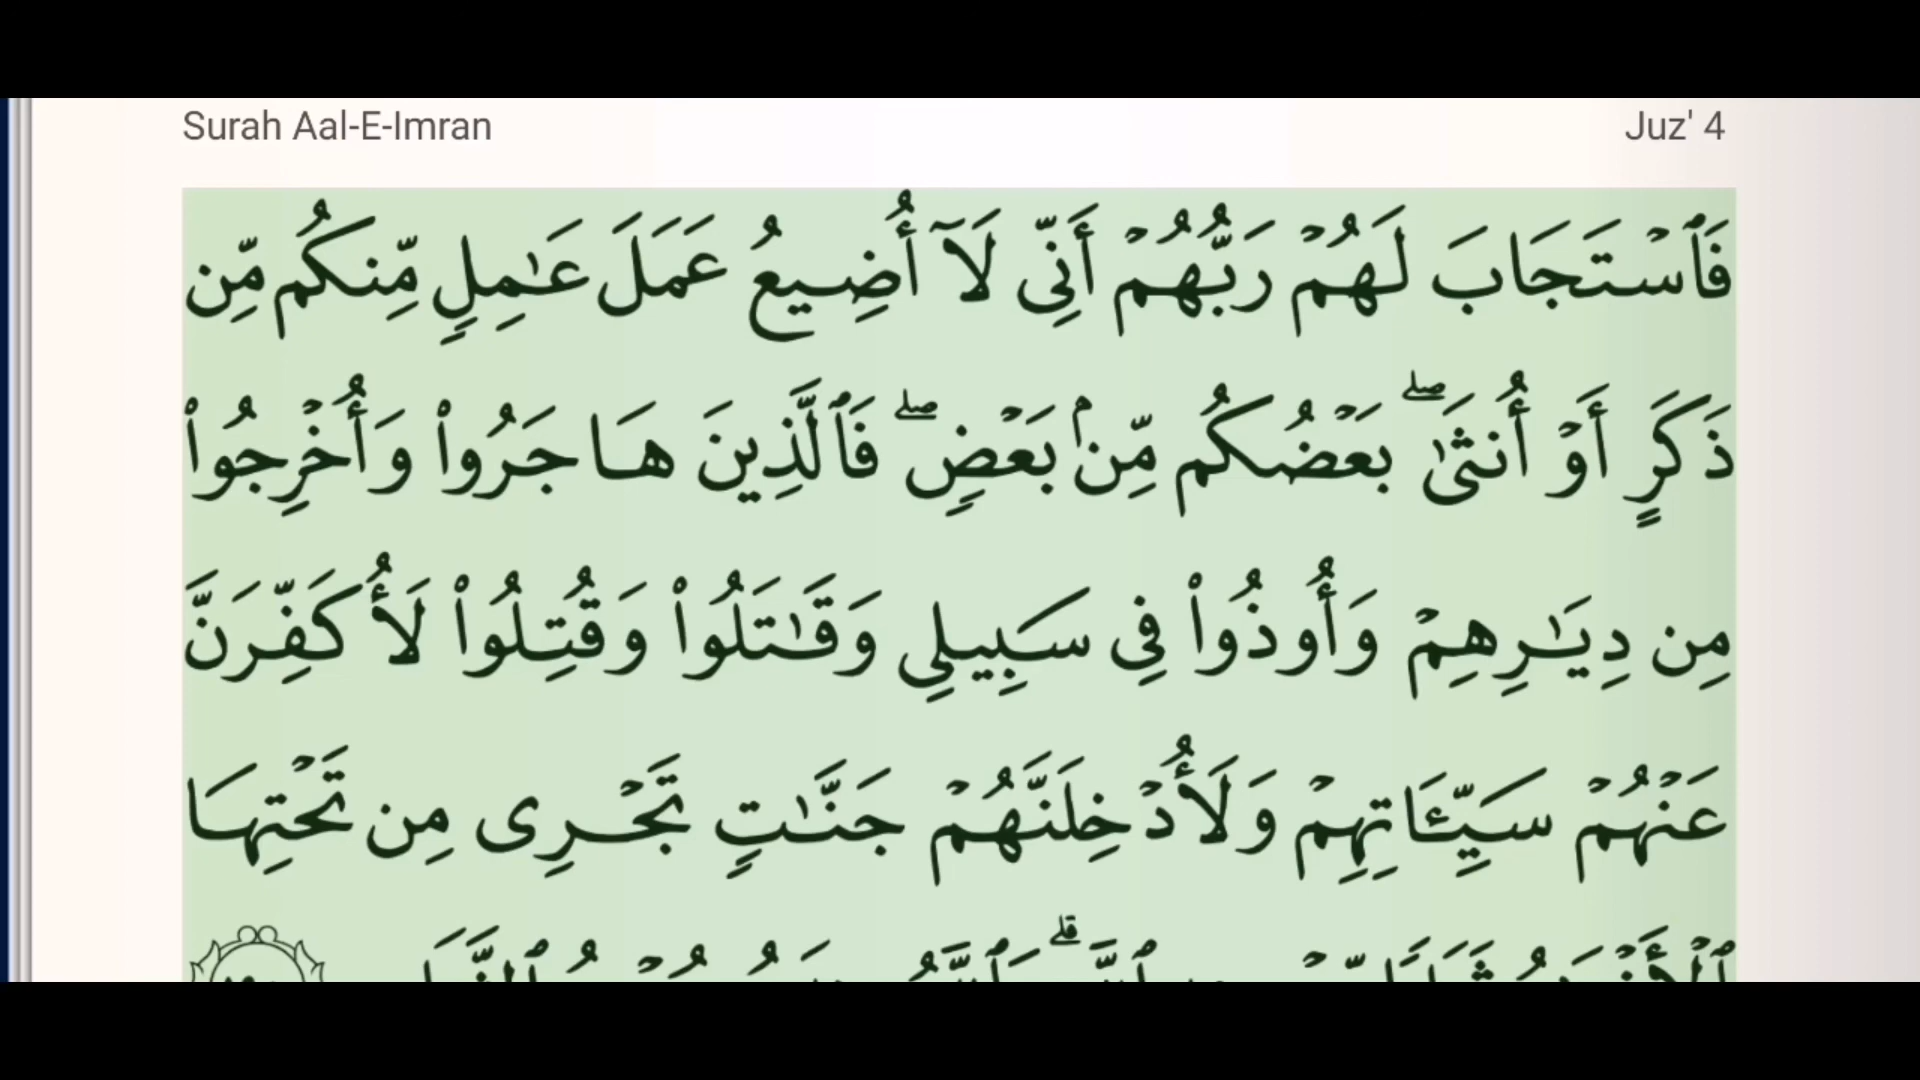 Surah Aal-E-Imran
Juz' 4
فَٱسْتَجَابَ لَهُمْ رَبُّهُمْ أَنِّى لَآ أُضِيعُ عَمَلَ عَـٰمِلٍ مِّنكُم مِّن
ذَكَرٍ أَوْ أُنثَىٰ ۖ بَعْضُكُم مِّنۢ بَعْضٍ ۖ فَٱلَّذِينَ هَاجَرُوا۟ وَأُخْرِجُوا۟
مِن دِيَـٰرِهِمْ وَأُوذُوا۟ فِى سَبِيلِى وَقَـٰتَلُوا۟ وَقُتِلُوا۟ لَأُكَفِّرَنَّ
عَنْهُمْ سَيِّـَٔاتِهِمْ وَلَأُدْخِلَنَّهُمْ جَنَّـٰتٍ تَجْرِى مِن تَحْتِهَا